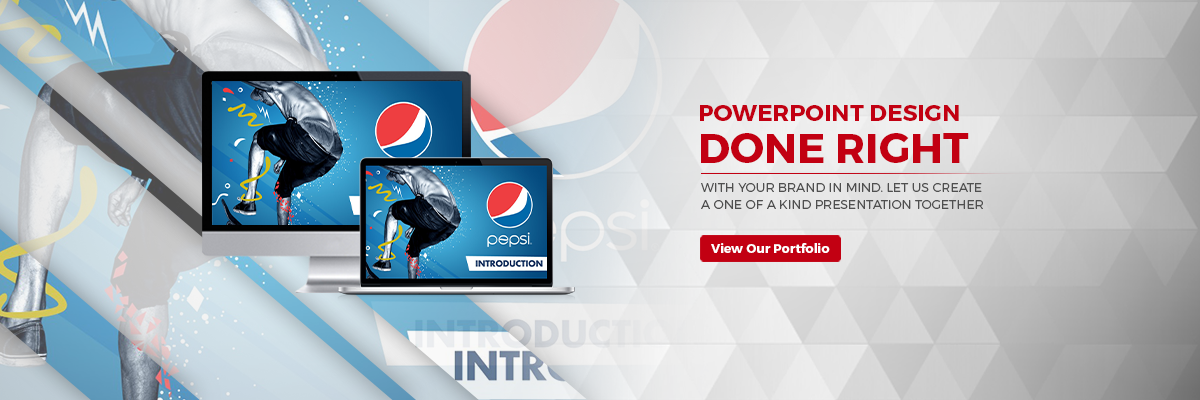 POWERPOINT DESIGN
DONE RIGHT
WITH YOUR BRAND IN MIND. LET US CREATE
A ONE OF A KIND PRESENTATION TOGETHER
View Our Portfolio
pepsi
INTRODUCTION
epsi
INTRODUCTI
INTRO